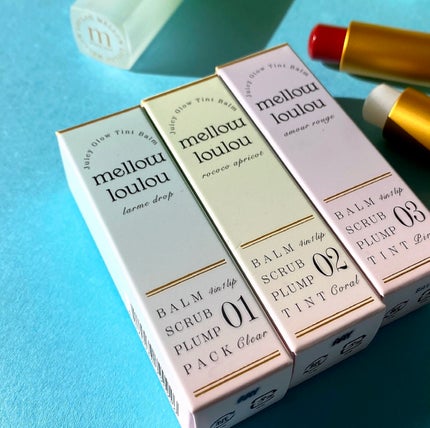 m
Juicy Glow Tint Balm
mellow
loulou
larme drop
BALM 4in1 lip
SCRUB
PLUMP 01
PACK Clear
Juicy Glow Tint Balm
mellow
loulou
rococo apricot
BALM 4in1 lip
SCRUB
PLUMP 02
TINT Coral
Juicy Glow Tint Balm
mellow
loulou
amour rouge
BALM 4in1 lip
SCRUB
PLUMP 03
TINT